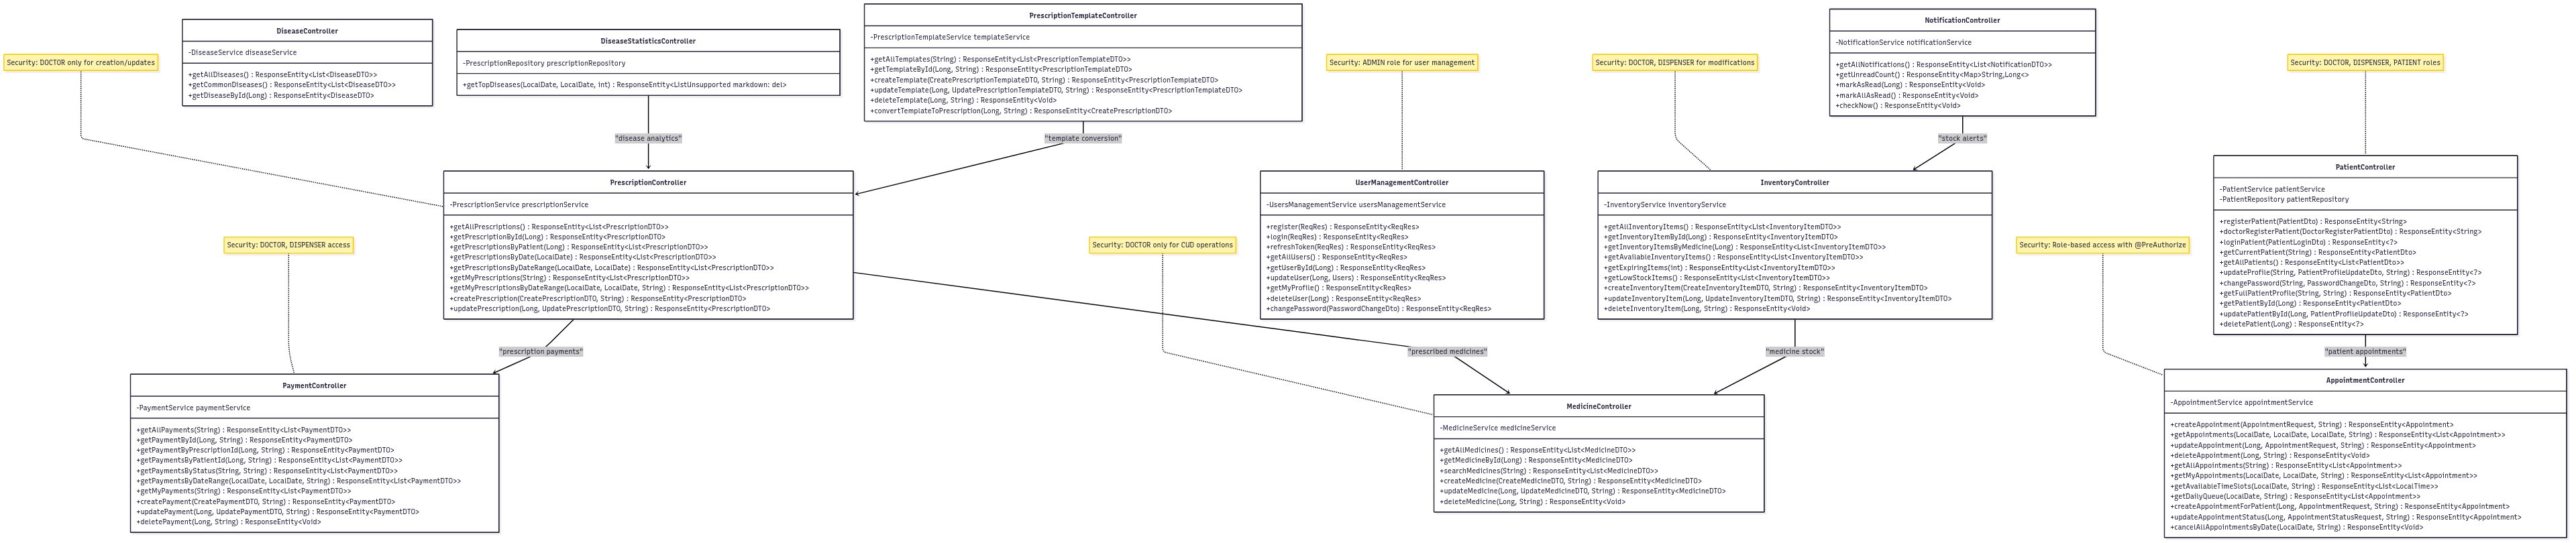 DiseaseController
-DiseaseService diseaseService
+getAllDiseases() : ResponseEntity<List<DiseaseDTO>>
+getCommonDiseases() : ResponseEntity<List<DiseaseDTO>>
+getDiseaseById(Long) : ResponseEntity<DiseaseDTO>
DiseaseStatisticsController
-PrescriptionRepository prescriptionRepository
+getTopDiseases(LocalDate, LocalDate, int) : ResponseEntity<ListUnsupported markdown: del>
PrescriptionTemplateController
-PrescriptionTemplateService templateService
+getAllTemplates(String) : ResponseEntity<List<PrescriptionTemplateDTO>>
+getTemplateById(Long, String) : ResponseEntity<PrescriptionTemplateDTO>
+createTemplate(CreatePrescriptionTemplateDTO, String) : ResponseEntity<PrescriptionTemplateDTO>
+updateTemplate(Long, UpdatePrescriptionTemplateDTO, String) : ResponseEntity<PrescriptionTemplateDTO>
+deleteTemplate(Long, String) : ResponseEntity<Void>
+convertTemplateToPrescription(Long, String) : ResponseEntity<CreatePrescriptionDTO>
NotificationController
-NotificationService notificationService
+getAllNotifications() : ResponseEntity<List<NotificationDTO>>
+getUnreadCount() : ResponseEntity<Map>String,Long<>
+markAsRead(Long) : ResponseEntity<Void>
+markAllAsRead() : ResponseEntity<Void>
+checkNow() : ResponseEntity<Void>
Security: DOCTOR only for creation/updates
Security: ADMIN role for user management
Security: DOCTOR, DISPENSER for modifications
Security: DOCTOR, DISPENSER, PATIENT roles
"disease analytics"
"template conversion"
"stock alerts"
PrescriptionController
-PrescriptionService prescriptionService
+getAllPrescriptions() : ResponseEntity<List<PrescriptionDTO>>
+getPrescriptionById(Long) : ResponseEntity<PrescriptionDTO>
+getPrescriptionsByPatient(Long) : ResponseEntity<List<PrescriptionDTO>>
+getPrescriptionsByDate(LocalDate) : ResponseEntity<List<PrescriptionDTO>>
+getPrescriptionsByDateRange(LocalDate, LocalDate) : ResponseEntity<List<PrescriptionDTO>>
+getMyPrescriptions(String) : ResponseEntity<List<PrescriptionDTO>>
+getMyPrescriptionsByDateRange(LocalDate, LocalDate, String) : ResponseEntity<List<PrescriptionDTO>>
+createPrescription(CreatePrescriptionDTO, String) : ResponseEntity<PrescriptionDTO>
+updatePrescription(Long, UpdatePrescriptionDTO, String) : ResponseEntity<PrescriptionDTO>
UserManagementController
-UsersManagementService usersManagementService
+register(ReqRes) : ResponseEntity<ReqRes>
+login(ReqRes) : ResponseEntity<ReqRes>
+refreshToken(ReqRes) : ResponseEntity<ReqRes>
+getAllUsers() : ResponseEntity<ReqRes>
+getUserById(Long) : ResponseEntity<ReqRes>
+updateUser(Long, Users) : ResponseEntity<ReqRes>
+getMyProfile() : ResponseEntity<ReqRes>
+deleteUser(Long) : ResponseEntity<ReqRes>
+changePassword(PasswordChangeDto) : ResponseEntity<ReqRes>
InventoryController
-InventoryService inventoryService
+getAllInventoryItems() : ResponseEntity<List<InventoryItemDTO>>
+getInventoryItemById(Long) : ResponseEntity<InventoryItemDTO>
+getInventoryItemsByMedicine(Long) : ResponseEntity<List<InventoryItemDTO>>
+getAvailableInventoryItems() : ResponseEntity<List<InventoryItemDTO>>
+getExpiringItems(int) : ResponseEntity<List<InventoryItemDTO>>
+getLowStockItems() : ResponseEntity<List<InventoryItemDTO>>
+createInventoryItem(CreateInventoryItemDTO, String) : ResponseEntity<InventoryItemDTO>
+updateInventoryItem(Long, UpdateInventoryItemDTO, String) : ResponseEntity<InventoryItemDTO>
+deleteInventoryItem(Long, String) : ResponseEntity<Void>
PatientController
-PatientService patientService
-PatientRepository patientRepository
+registerPatient(PatientDto) : ResponseEntity<String>
+doctorRegisterPatient(DoctorRegisterPatientDto) : ResponseEntity<String>
+loginPatient(PatientLoginDto) : ResponseEntity<?>
+getCurrentPatient(String) : ResponseEntity<PatientDto>
+getAllPatients() : ResponseEntity<List<PatientDto>>
+updateProfile(String, PatientProfileUpdateDto, String) : ResponseEntity<?>
+changePassword(String, PasswordChangeDto, String) : ResponseEntity<?>
+getFullPatientProfile(String, String) : ResponseEntity<PatientDto>
+getPatientById(Long) : ResponseEntity<PatientDto>
+updatePatientById(Long, PatientProfileUpdateDto) : ResponseEntity<?>
+deletePatient(Long) : ResponseEntity<?>
Security: DOCTOR, DISPENSER access
Security: DOCTOR only for CUD operations
Security: Role-based access with @PreAuthorize
"prescription payments"
"prescribed medicines"
"medicine stock"
"patient appointments"
PaymentController
-PaymentService paymentService
+getAllPayments(String) : ResponseEntity<List<PaymentDTO>>
+getPaymentById(Long, String) : ResponseEntity<PaymentDTO>
+getPaymentByPrescriptionId(Long, String) : ResponseEntity<PaymentDTO>
+getPaymentsByPatientId(Long, String) : ResponseEntity<List<PaymentDTO>>
+getPaymentsByStatus(String, String) : ResponseEntity<List<PaymentDTO>>
+getPaymentsByDateRange(LocalDate, LocalDate, String) : ResponseEntity<List<PaymentDTO>>
+getMyPayments(String) : ResponseEntity<List<PaymentDTO>>
+createPayment(CreatePaymentDTO, String) : ResponseEntity<PaymentDTO>
+updatePayment(Long, UpdatePaymentDTO, String) : ResponseEntity<PaymentDTO>
+deletePayment(Long, String) : ResponseEntity<Void>
MedicineController
-MedicineService medicineService
+getAllMedicines() : ResponseEntity<List<MedicineDTO>>
+getMedicineById(Long) : ResponseEntity<MedicineDTO>
+searchMedicines(String) : ResponseEntity<List<MedicineDTO>>
+createMedicine(CreateMedicineDTO, String) : ResponseEntity<MedicineDTO>
+updateMedicine(Long, UpdateMedicineDTO, String) : ResponseEntity<MedicineDTO>
+deleteMedicine(Long, String) : ResponseEntity<Void>
AppointmentController
-AppointmentService appointmentService
+createAppointment(AppointmentRequest, String) : ResponseEntity<Appointment>
+getAppointments(LocalDate, LocalDate, LocalDate, String) : ResponseEntity<List<Appointment>>
+updateAppointment(Long, AppointmentRequest, String) : ResponseEntity<Appointment>
+deleteAppointment(Long, String) : ResponseEntity<Void>
+getAllAppointments(String) : ResponseEntity<List<Appointment>>
+getMyAppointments(LocalDate, LocalDate, String) : ResponseEntity<List<Appointment>>
+getAvailableTimeSlots(LocalDate, String) : ResponseEntity<List<LocalTime>>
+getDailyQueue(LocalDate, String) : ResponseEntity<List<Appointment>>
+createAppointmentForPatient(Long, AppointmentRequest, String) : ResponseEntity<Appointment>
+updateAppointmentStatus(Long, AppointmentStatusRequest, String) : ResponseEntity<Appointment>
+cancelAllAppointmentsByDate(LocalDate, String) : ResponseEntity<Void>